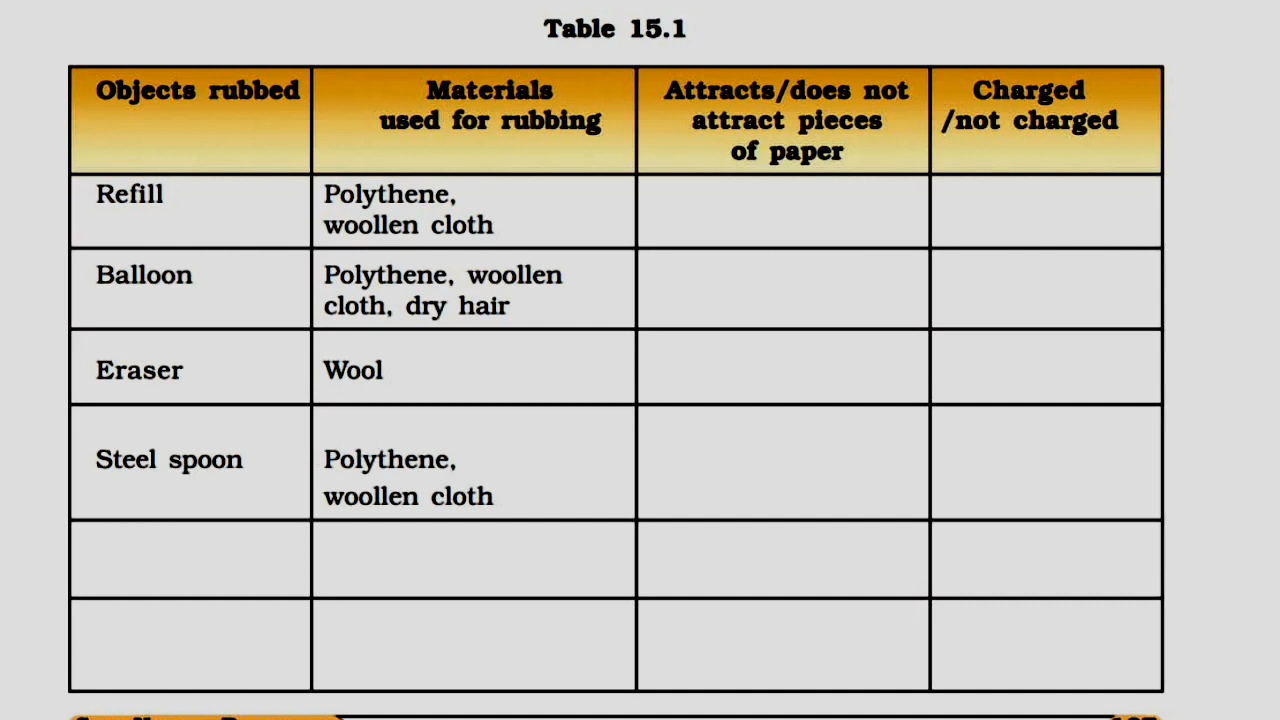 Table 15.1
Objects rubbed
Materials
used for rubbing
Attracts/does not
attract pieces
of paper
Charged
/not charged
Refill
Polythene,
woollen cloth
Balloon
Polythene, woollen
cloth, dry hair
Eraser
Wool
Steel spoon
Polythene,
woollen cloth